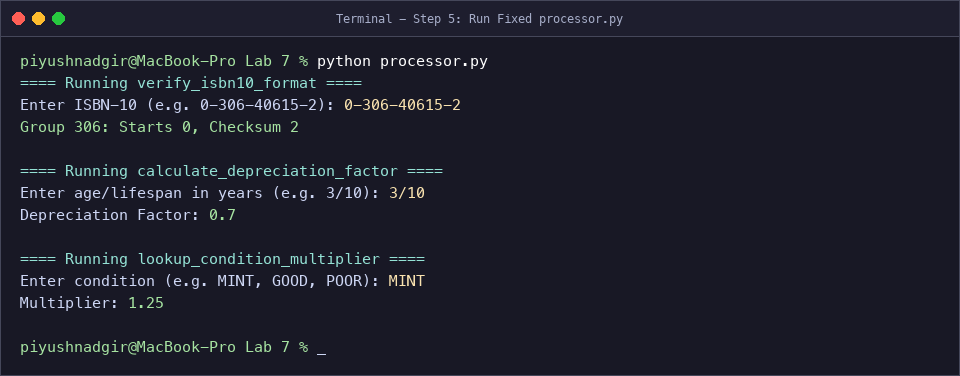 Terminal — Step 5: Run Fixed processor.py
piyushnadgir@MacBook-Pro Lab 7 % python processor.py
==== Running verify_isbn10_format ====
Enter ISBN-10 (e.g. 0-306-40615-2): 0-306-40615-2
Group 306: Starts 0, Checksum 2
==== Running calculate_depreciation_factor ====
Enter age/lifespan in years (e.g. 3/10): 3/10
Depreciation Factor: 0.7
==== Running lookup_condition_multiplier ====
Enter condition (e.g. MINT, GOOD, POOR): MINT
Multiplier: 1.25
piyushnadgir@MacBook-Pro Lab 7 % _